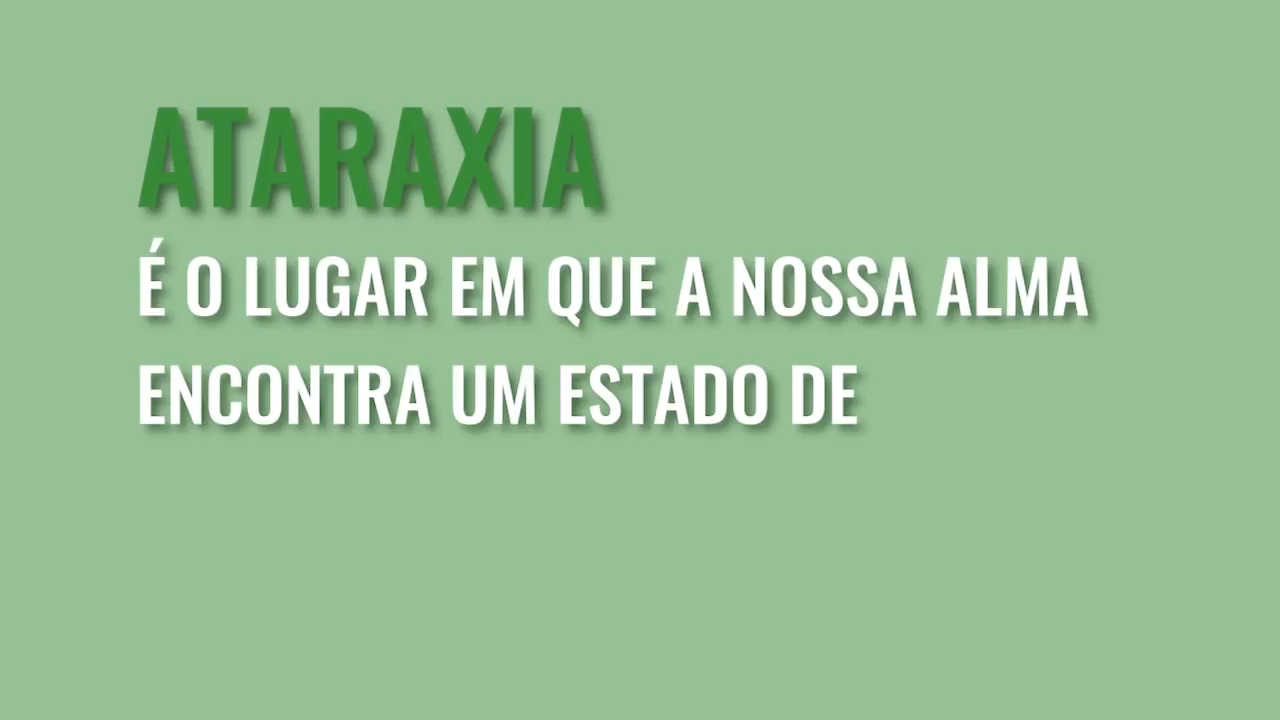 ATARAXIA
É O LUGAR EM QUE A NOSSA ALMA
ENCONTRA UM ESTADO DE